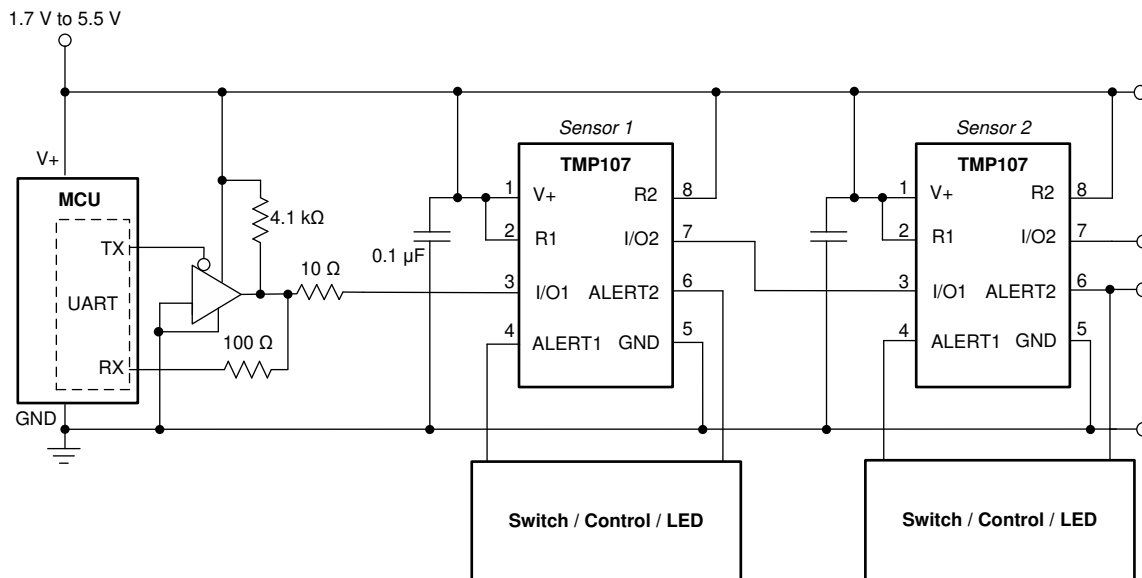 1.7 V to 5.5 V
V+
MCU
TX
UART
RX
GND
4.1 kΩ
10 Ω
100 Ω
0.1 µF
Sensor 1
TMP107
1
V+
2
R1
3
I/O1
4
ALERT1
R2
8
I/O2
7
ALERT2
6
GND
5
Switch / Control / LED
Sensor 2
TMP107
1
V+
2
R1
3
I/O1
4
ALERT1
R2
8
I/O2
7
ALERT2
6
GND
5
Switch / Control / LED